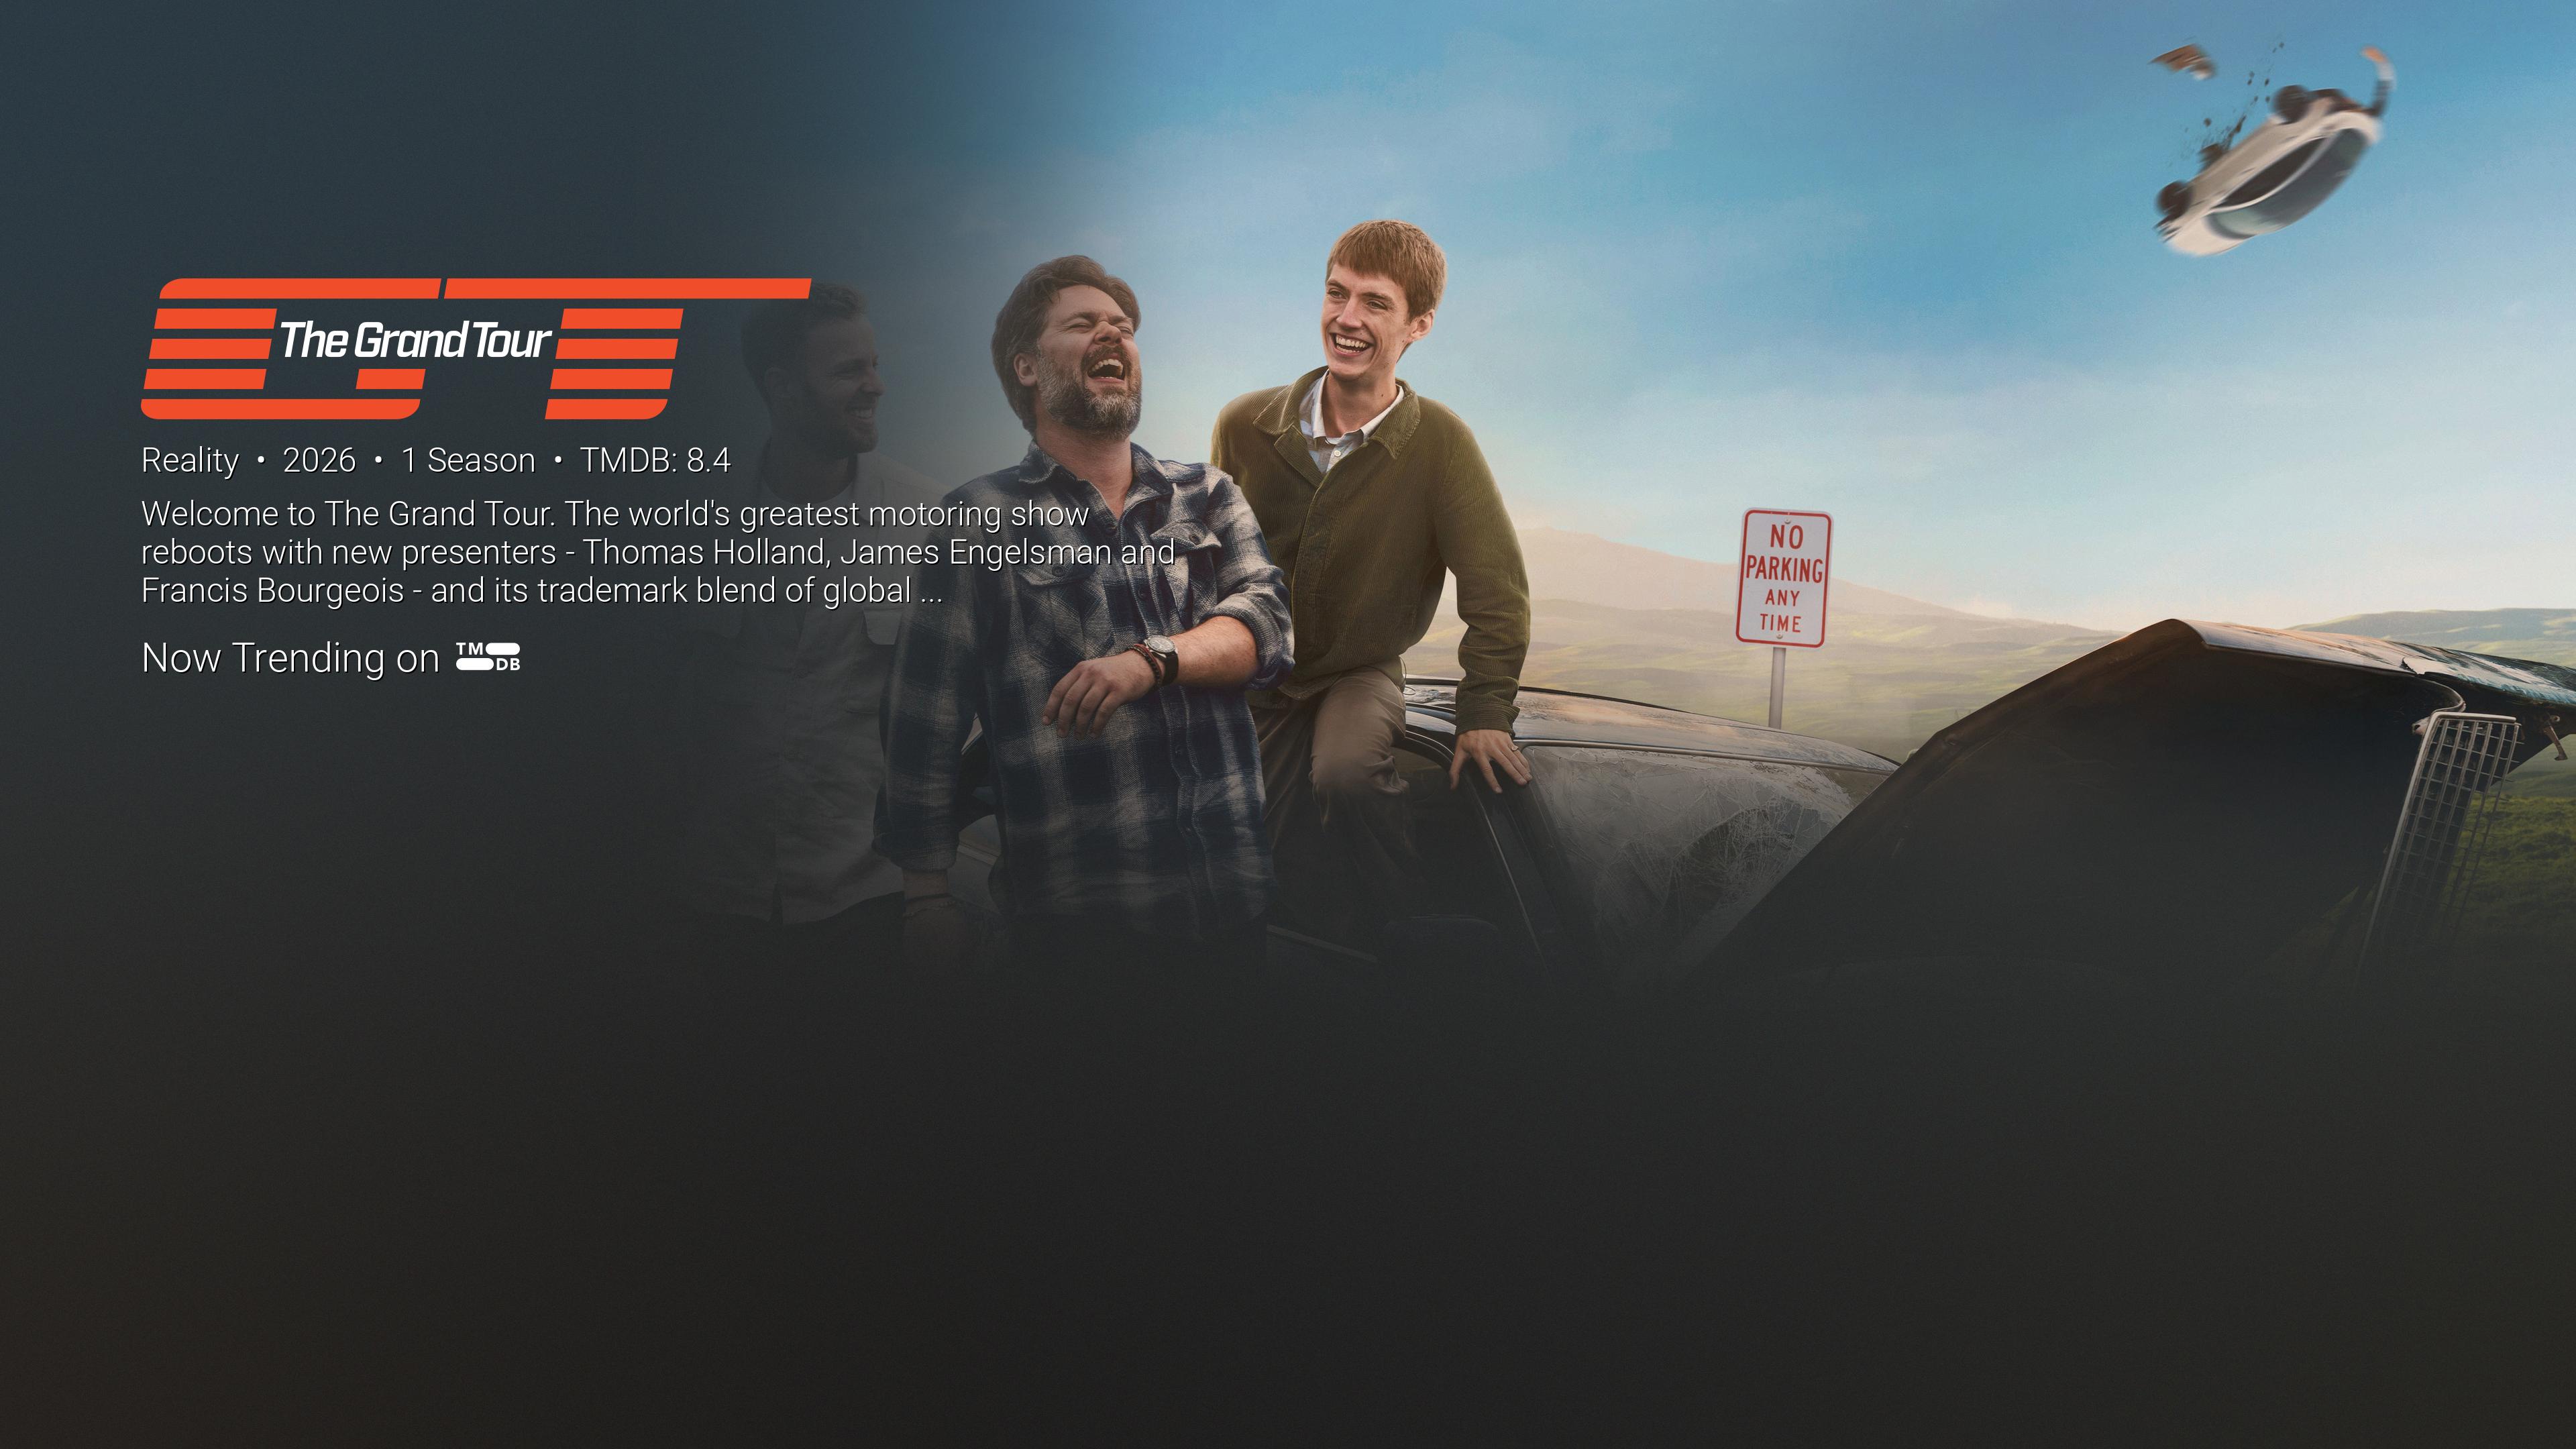 The Grand Tour
Reality • 2026 • 1 Season • TMDB: 8.4
Welcome to The Grand Tour. The world's greatest motoring show
reboots with new presenters - Thomas Holland, James Engelsman and
Francis Bourgeois - and its trademark blend of global ...
Now Trending on TMDB
NO
PARKING
ANY
TIME